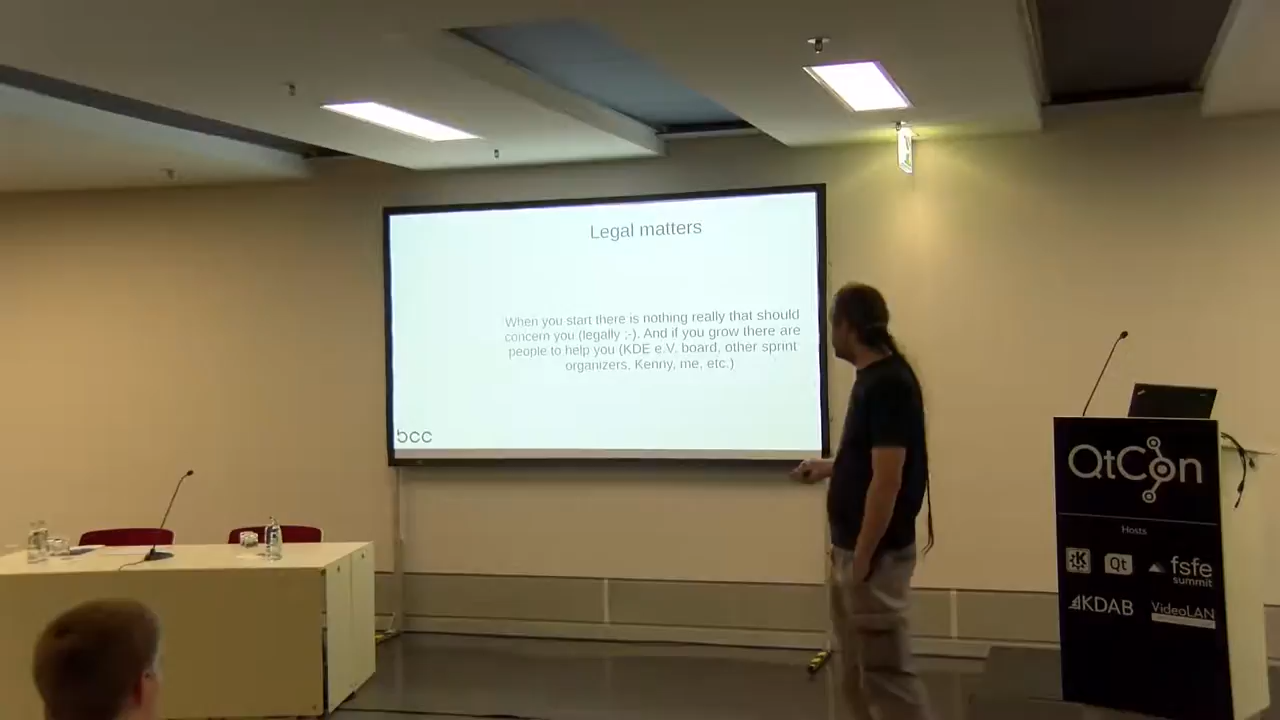 Legal matters
When you start there is nothing really that should
concern you (legally ;-). And if you grow there are
people to help you (KDE e.V. board, other sprint
organizers, Kenny, me, etc.)
bcc
QtCon
Hosts
K
Qt
fsfe
summit
KDAB
VideoLAN